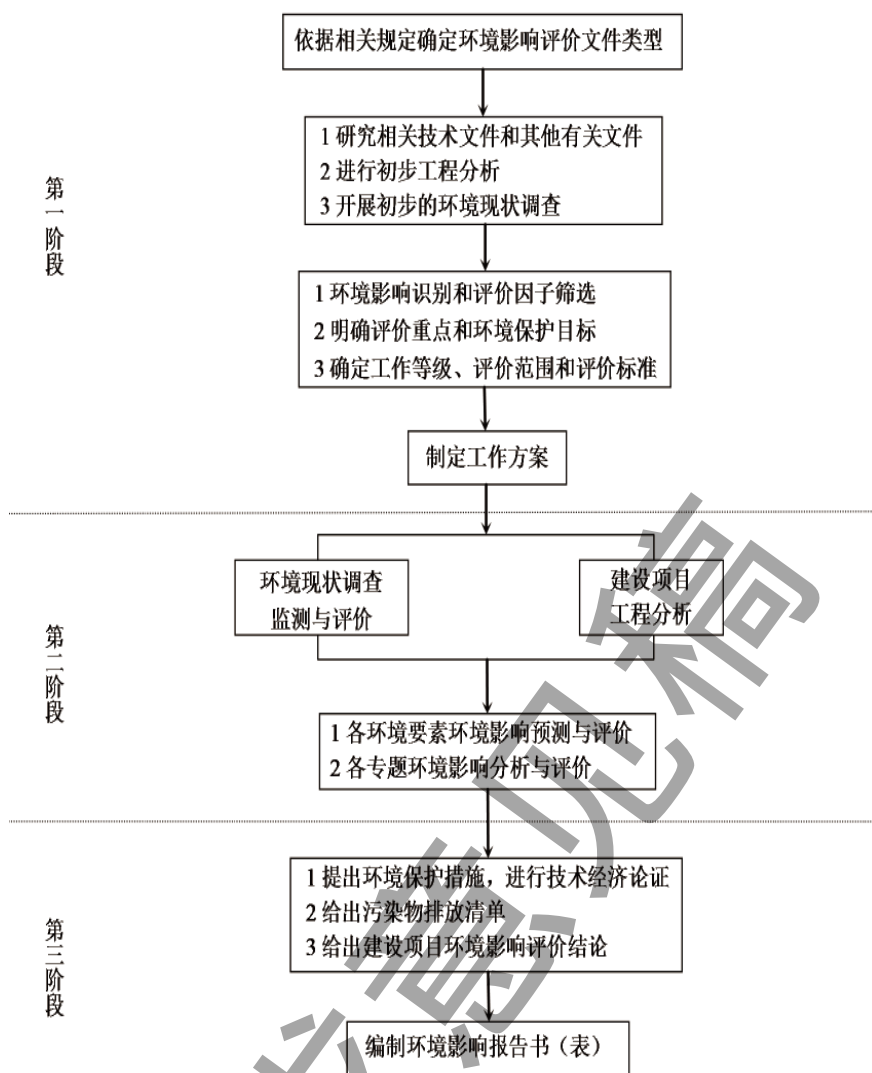 依据相关规定确定环境影响评价文件类型
1 研究相关技术文件和其他有关文件
2 进行初步工程分析
3 开展初步的环境现状调查
第一阶段
1 环境影响识别和评价因子筛选
2 明确评价重点和环境保护目标
3 确定工作等级、评价范围和评价标准
制定工作方案
环境现状调查
监测与评价
建设项目
工程分析
第二阶段
1 各环境要素环境影响预测与评价
2 各专题环境影响分析与评价
1 提出环境保护措施，进行技术经济论证
2 给出污染物排放清单
3 给出建设项目环境影响评价结论
第三阶段
编制环境影响报告书（表）
求意见稿